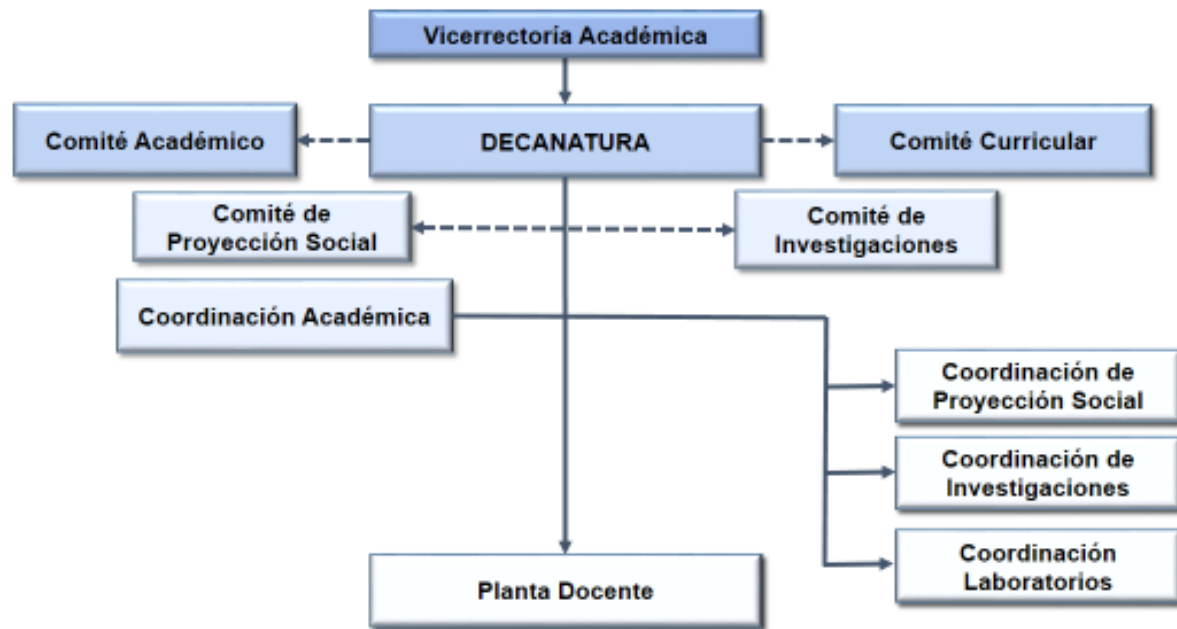 Vicerrectoría Académica
Comité Académico
DECANATURA
Comité Curricular
Comité de
Proyección Social
Comité de
Investigaciones
Coordinación Académica
Coordinación de
Proyección Social
Coordinación de
Investigaciones
Coordinación
Laboratorios
Planta Docente